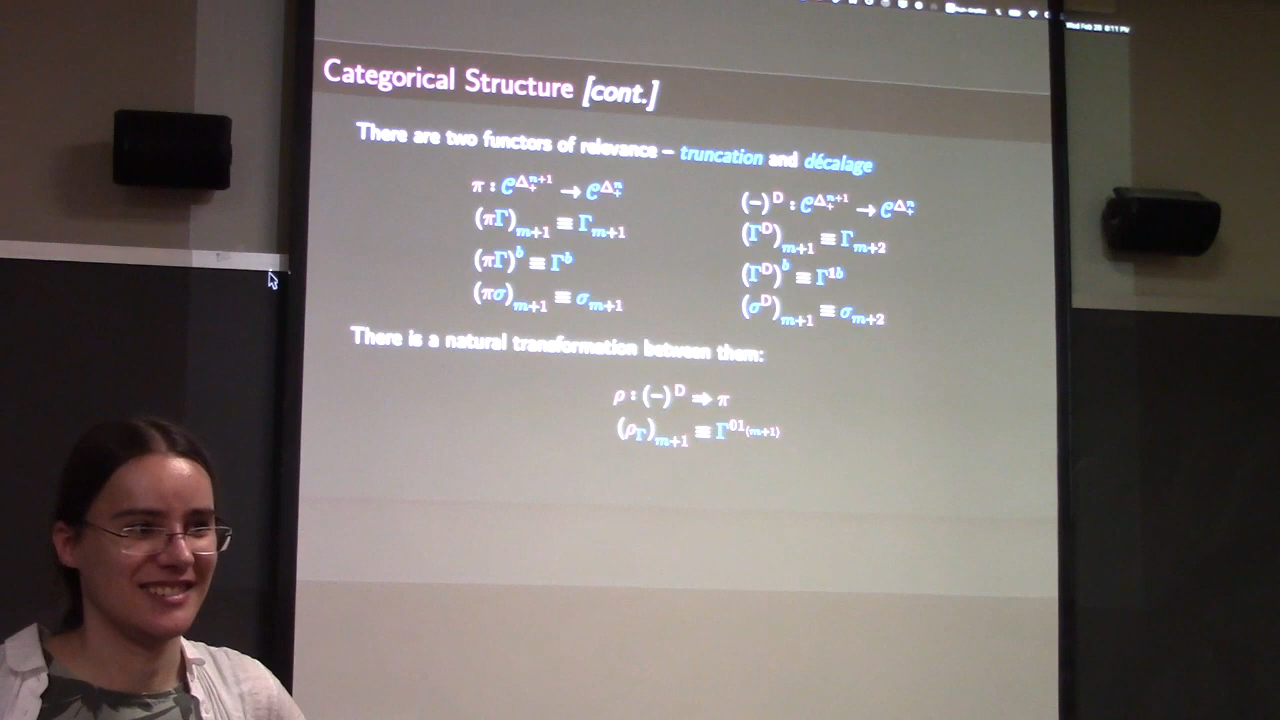 Categorical Structure [cont.]
There are two functors of relevance – truncation and décalage
π : 𝒞^{Δ₊^{n+1}} → 𝒞^{Δ₊^{n}}
(πΓ)_{m+1} ≡ Γ_{m+1}
(πΓ)^b ≡ Γ^b
(πσ)_{m+1} ≡ σ_{m+1}
(−)^D : 𝒞^{Δ₊^{n+1}} → 𝒞^{Δ₊^{n}}
(Γ^D)_{m+1} ≡ Γ_{m+2}
(Γ^D)^b ≡ Γ^{1b}
(σ^D)_{m+1} ≡ σ_{m+2}
There is a natural transformation between them:
ρ : (−)^D ⇒ π
(ρ_Γ)_{m+1} ≡ Γ^{01^{(m+1)}}